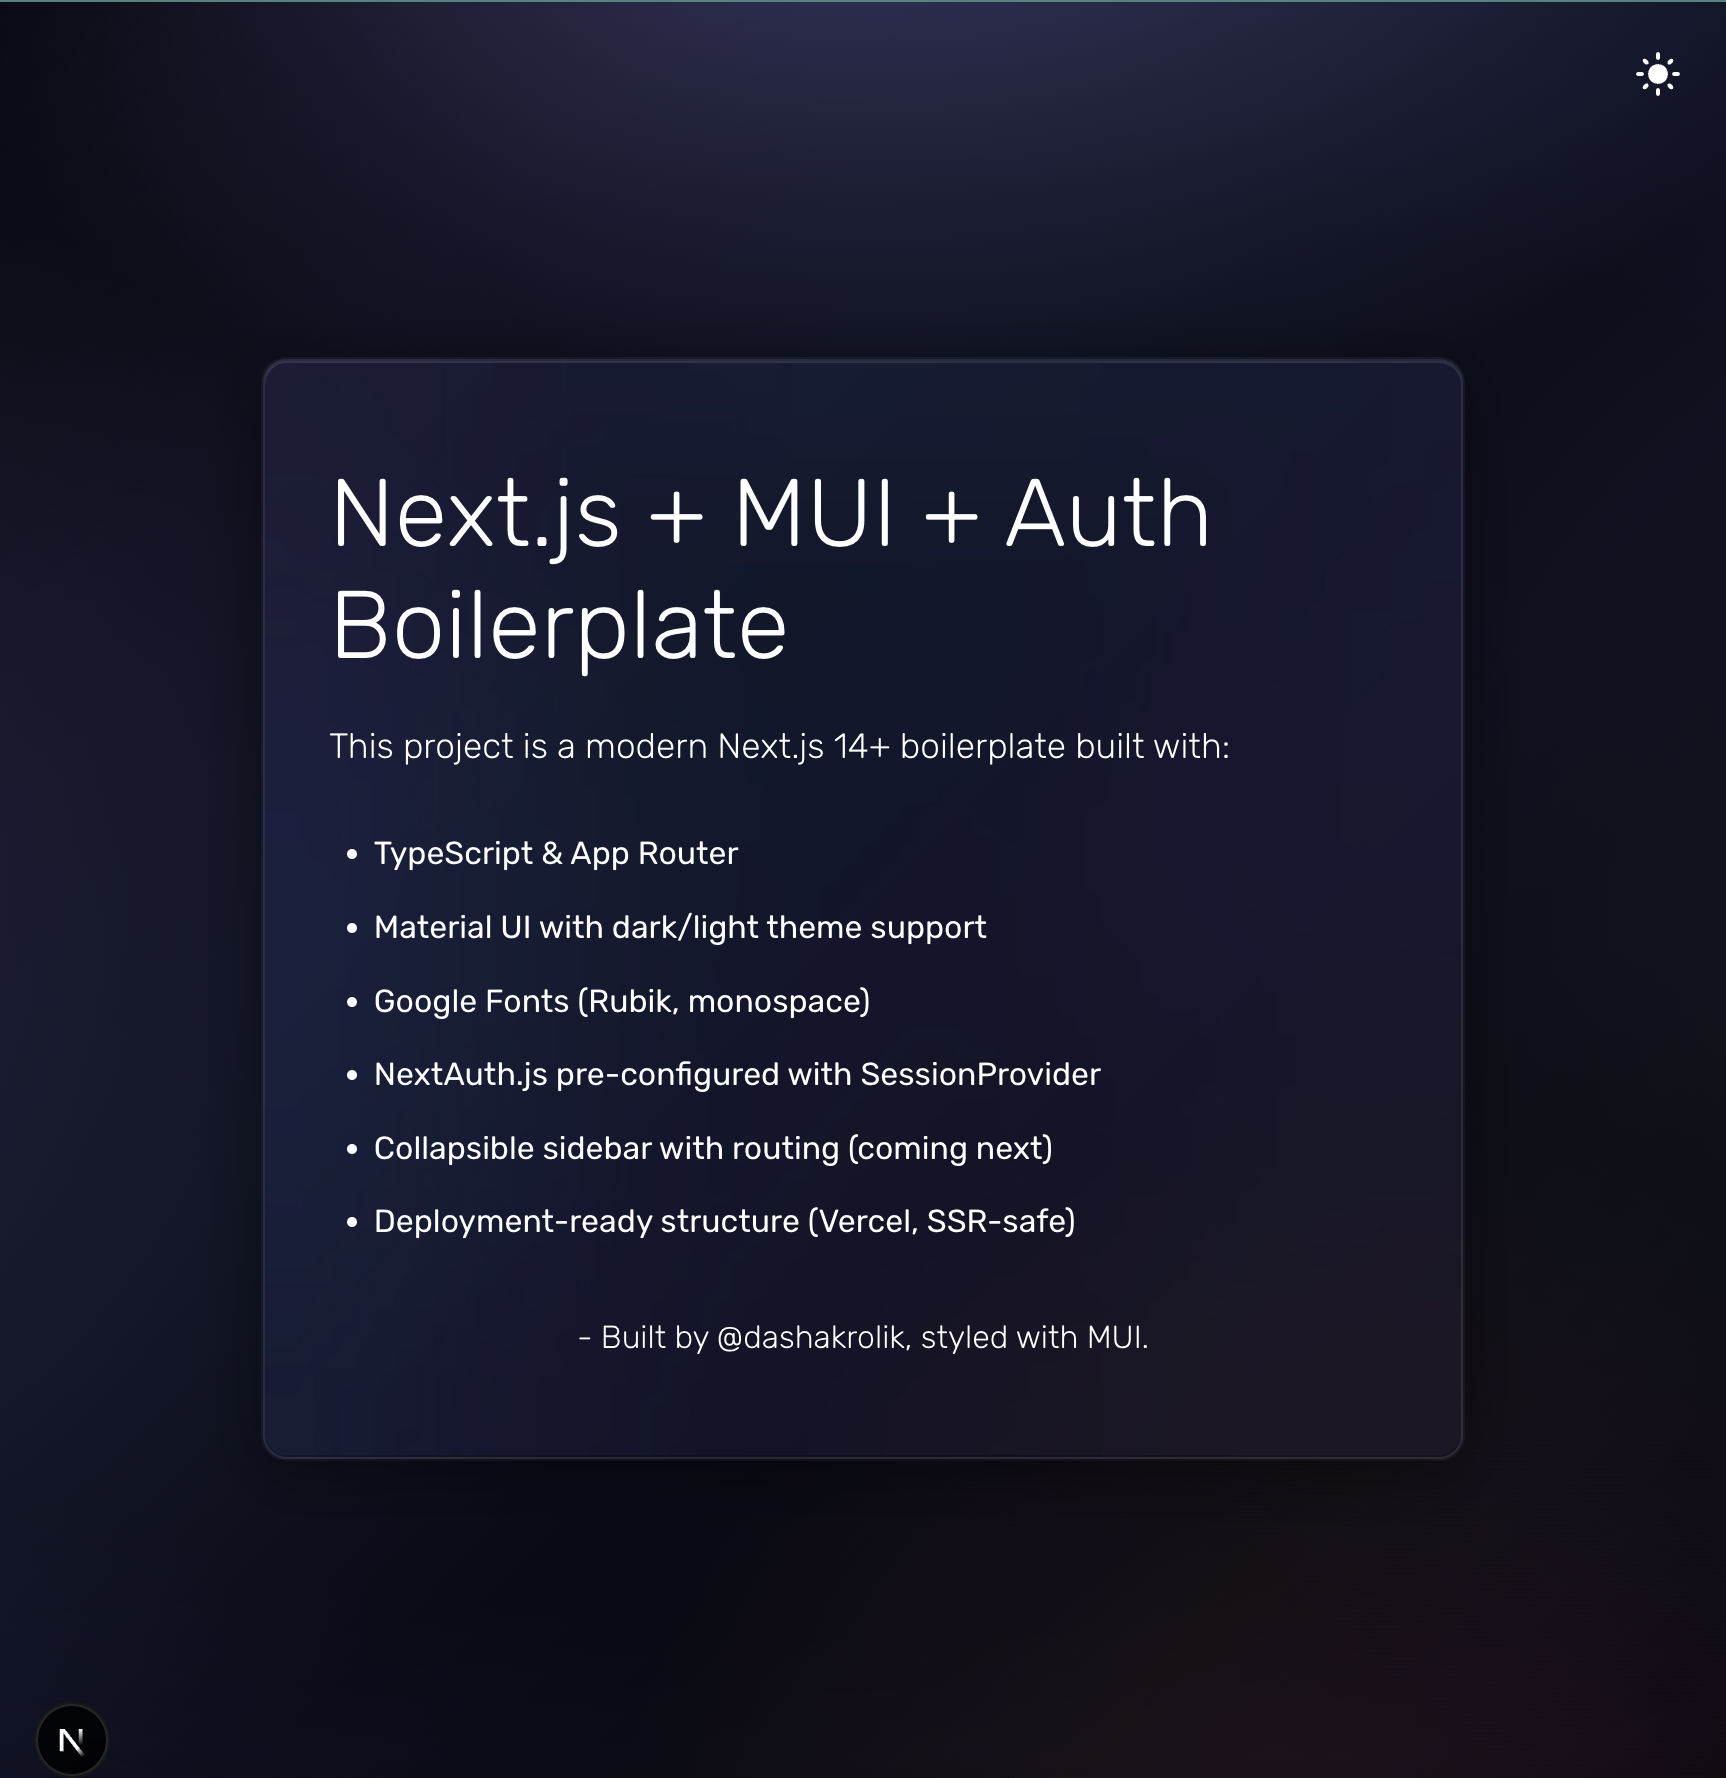 Next.js + MUI + Auth
Boilerplate
This project is a modern Next.js 14+ boilerplate built with:
• TypeScript & App Router
• Material UI with dark/light theme support
• Google Fonts (Rubik, monospace)
• NextAuth.js pre-configured with SessionProvider
• Collapsible sidebar with routing (coming next)
• Deployment-ready structure (Vercel, SSR-safe)
- Built by @dashakrolik, styled with MUI.
N